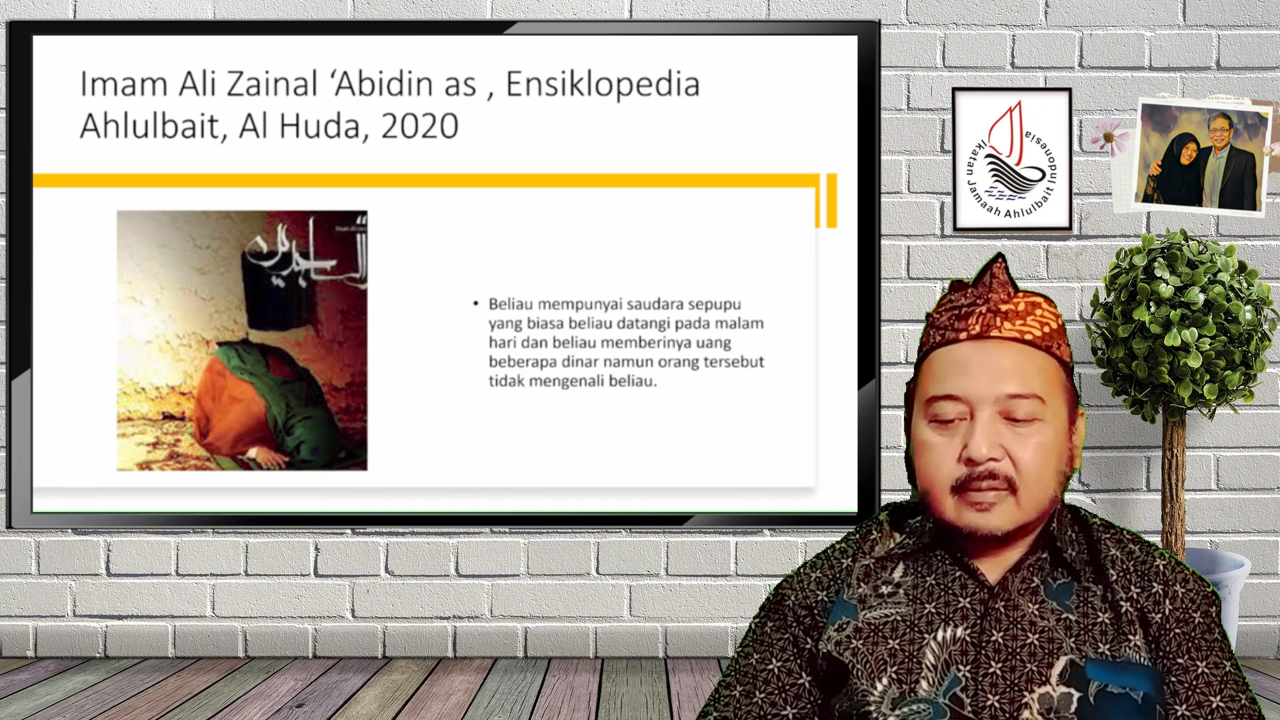 Imam Ali Zainal ‘Abidin as , Ensiklopedia
Ahlulbait, Al Huda, 2020
الساجدين
• Beliau mempunyai saudara sepupu
yang biasa beliau datangi pada malam
hari dan beliau memberinya uang
beberapa dinar namun orang tersebut
tidak mengenali beliau.
Ikatan Jamaah Ahlulbait Indonesia